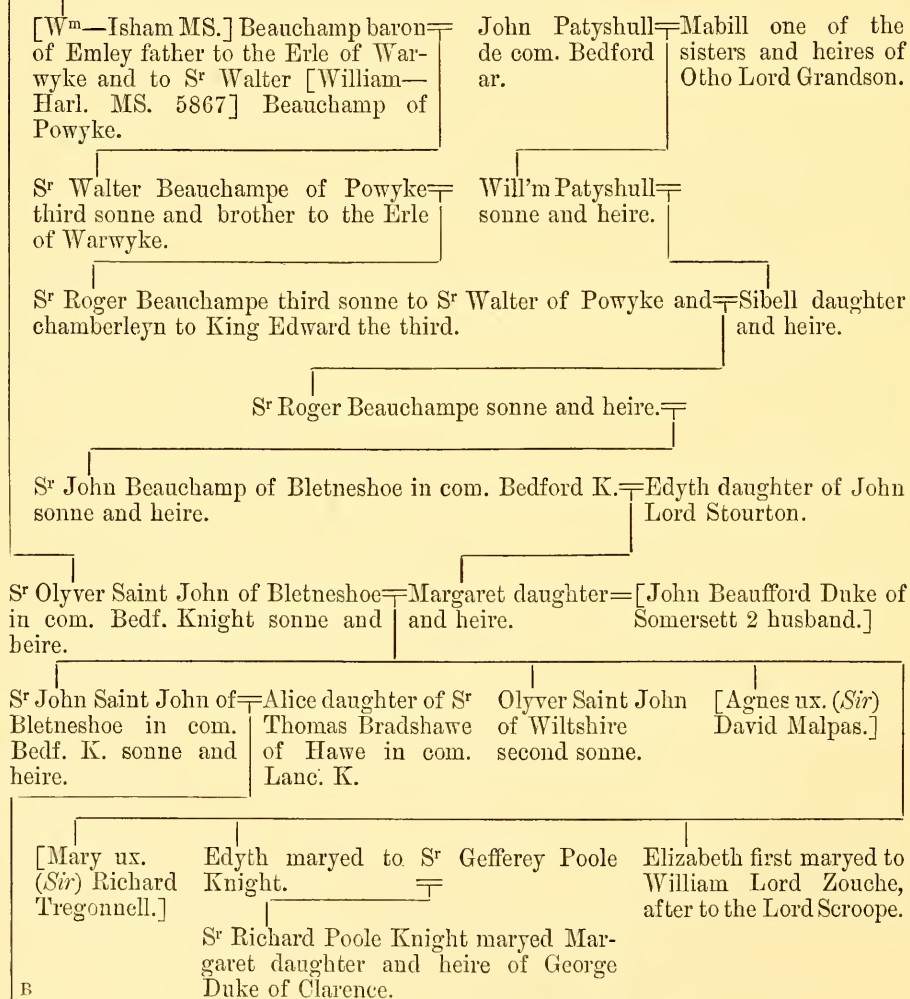 [Wᵐ—Isham MS.] Beauchamp baron
of Emley father to the Erle of War-
wyke and to Sʳ Walter [William—
Harl. MS. 5867] Beauchamp of
Powyke.
John Patyshull
de com. Bedford
ar.
Mabill one of the
sisters and heires of
Otho Lord Grandson.
Sʳ Walter Beauchampe of Powyke
third sonne and brother to the Erle
of Warwyke.
Will'm Patyshull
sonne and heire.
Sʳ Roger Beauchampe third sonne to Sʳ Walter of Powyke and
chamberleyn to King Edward the third.
Sibell daughter
and heire.
Sʳ Roger Beauchampe sonne and heire.
Sʳ John Beauchamp of Bletneshoe in com. Bedford K.
sonne and heire.
Edyth daughter of John
Lord Stourton.
Sʳ Olyver Saint John of Bletneshoe
in com. Bedf. Knight sonne and
heire.
Margaret daughter
and heire.
[John Beaufford Duke of
Somersett 2 husband.]
Sʳ John Saint John of
Bletneshoe in com.
Bedf. K. sonne and
heire.
Alice daughter of Sʳ
Thomas Bradshawe
of Hawe in com.
Lanc. K.
Olyver Saint John
of Wiltshire
second sonne.
[Agnes ux. (Sir)
David Malpas.]
[Mary ux.
(Sir) Richard
Tregonnell.]
Edyth maryed to Sʳ Gefferey Poole
Knight.
Elizabeth first maryed to
William Lord Zouche,
after to the Lord Scroope.
Sʳ Richard Poole Knight maryed Mar-
garet daughter and heire of George
Duke of Clarence.
B